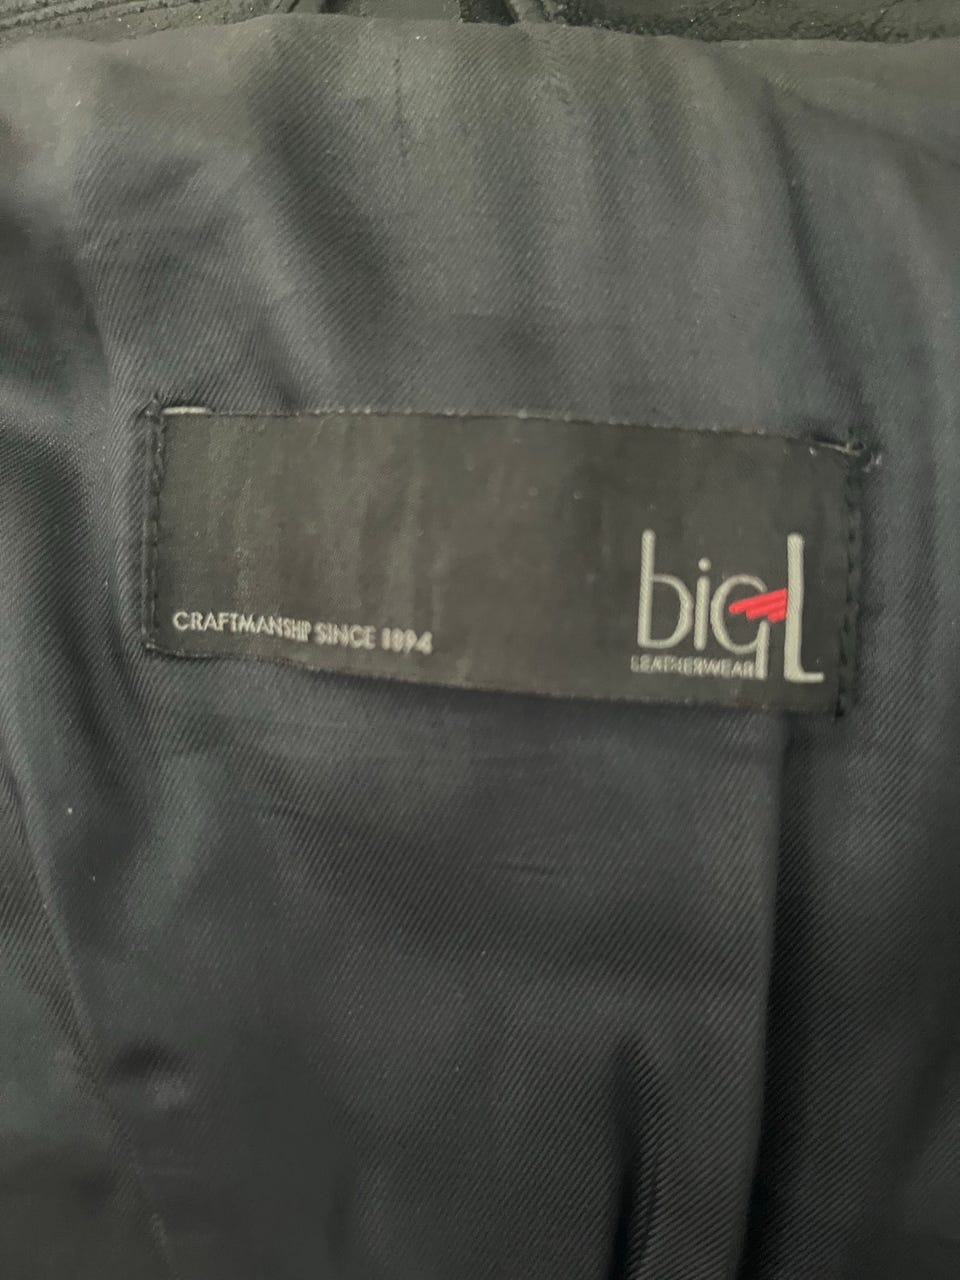 CRAFTMANSHIP SINCE 1894
bigL
LEATHERWEAR